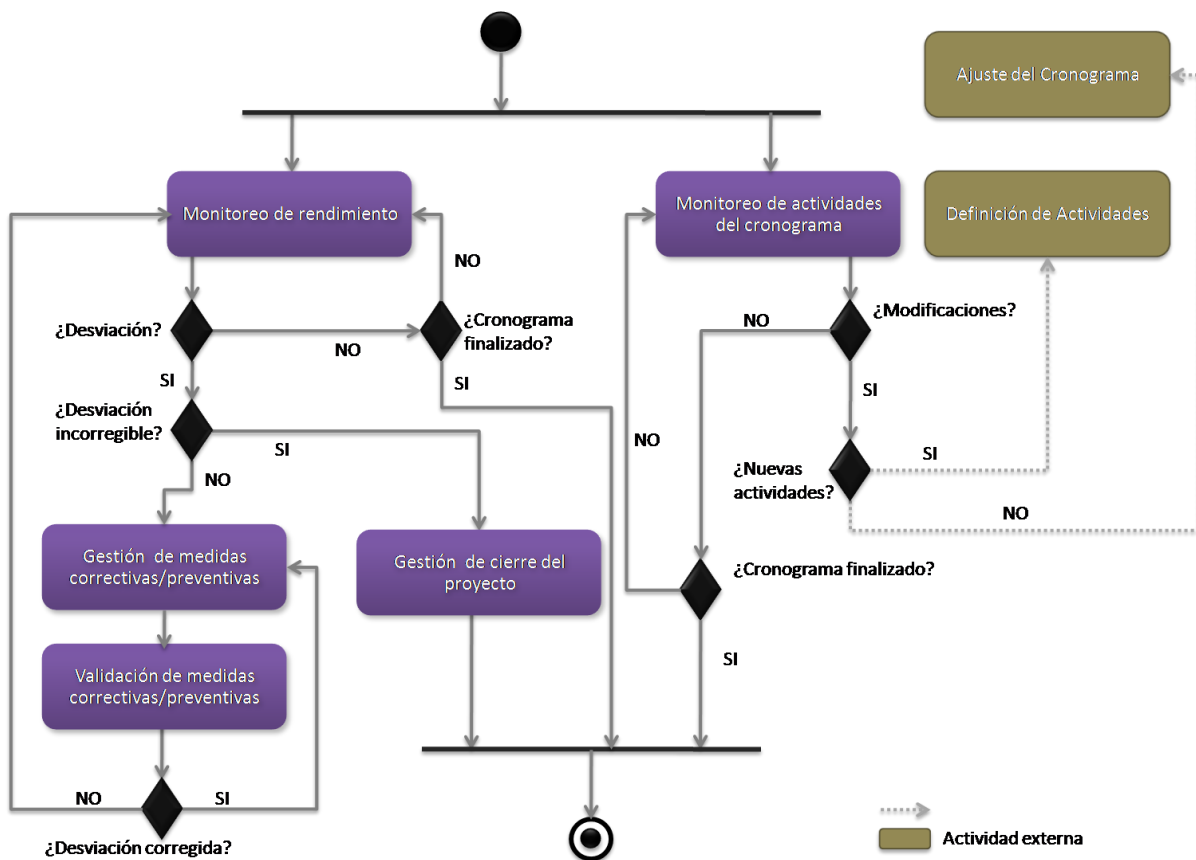 Ajuste del Cronograma
Monitoreo de rendimiento
Monitoreo de actividades
del cronograma
Definición de Actividades
NO
¿Desviación?
NO
¿Cronograma
finalizado?
NO
¿Modificaciones?
SI
SI
SI
¿Desviación
incorregible?
SI
NO
NO
¿Nuevas
actividades?
SI
NO
Gestión de medidas
correctivas/preventivas
Gestión de cierre del
proyecto
¿Cronograma finalizado?
Validación de medidas
correctivas/preventivas
SI
NO
SI
¿Desviación corregida?
Actividad externa